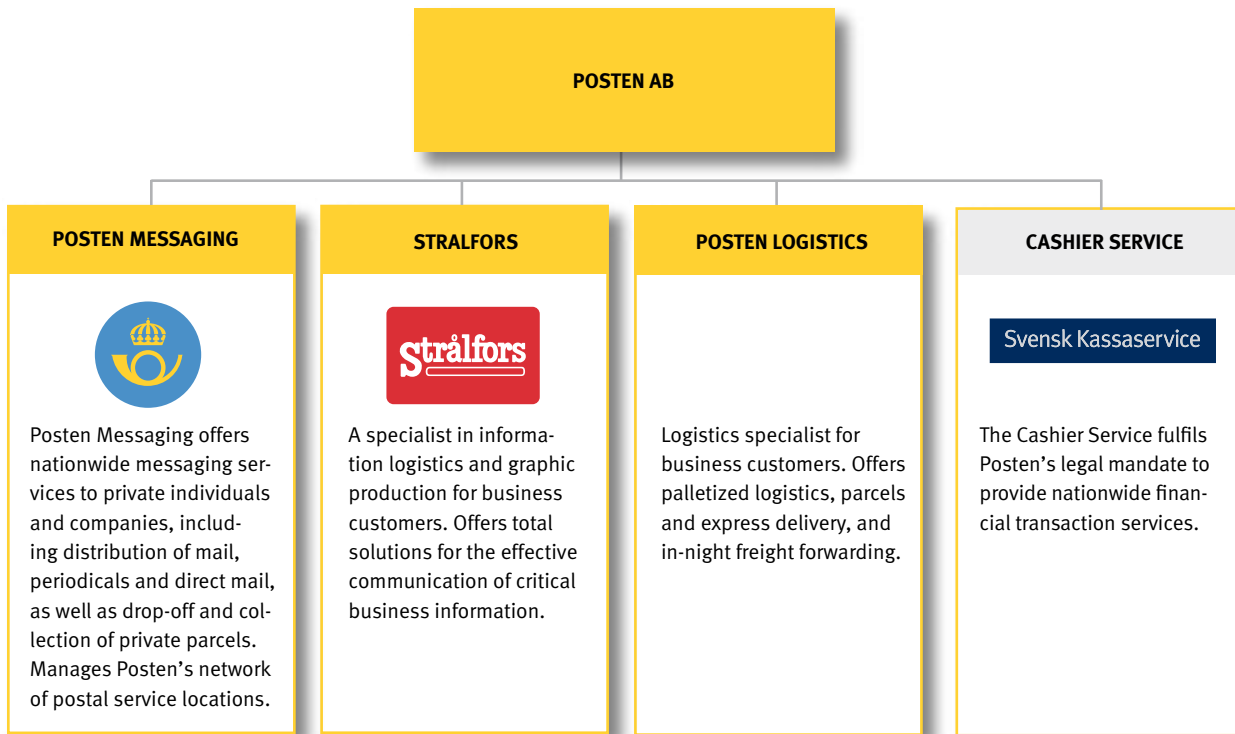 POSTEN AB
POSTEN MESSAGING
Posten Messaging offers
nationwide messaging ser-
vices to private individuals
and companies, includ-
ing distribution of mail,
periodicals and direct mail,
as well as drop-off and col-
lection of private parcels.
Manages Posten’s network
of postal service locations.
STRALFORS
Strålfors
A specialist in informa-
tion logistics and graphic
production for business
customers. Offers total
solutions for the effective
communication of critical
business information.
POSTEN LOGISTICS
Logistics specialist for
business customers. Offers
palletized logistics, parcels
and express delivery, and
in-night freight forwarding.
CASHIER SERVICE
Svensk Kassaservice
The Cashier Service fulfils
Posten’s legal mandate to
provide nationwide finan-
cial transaction services.